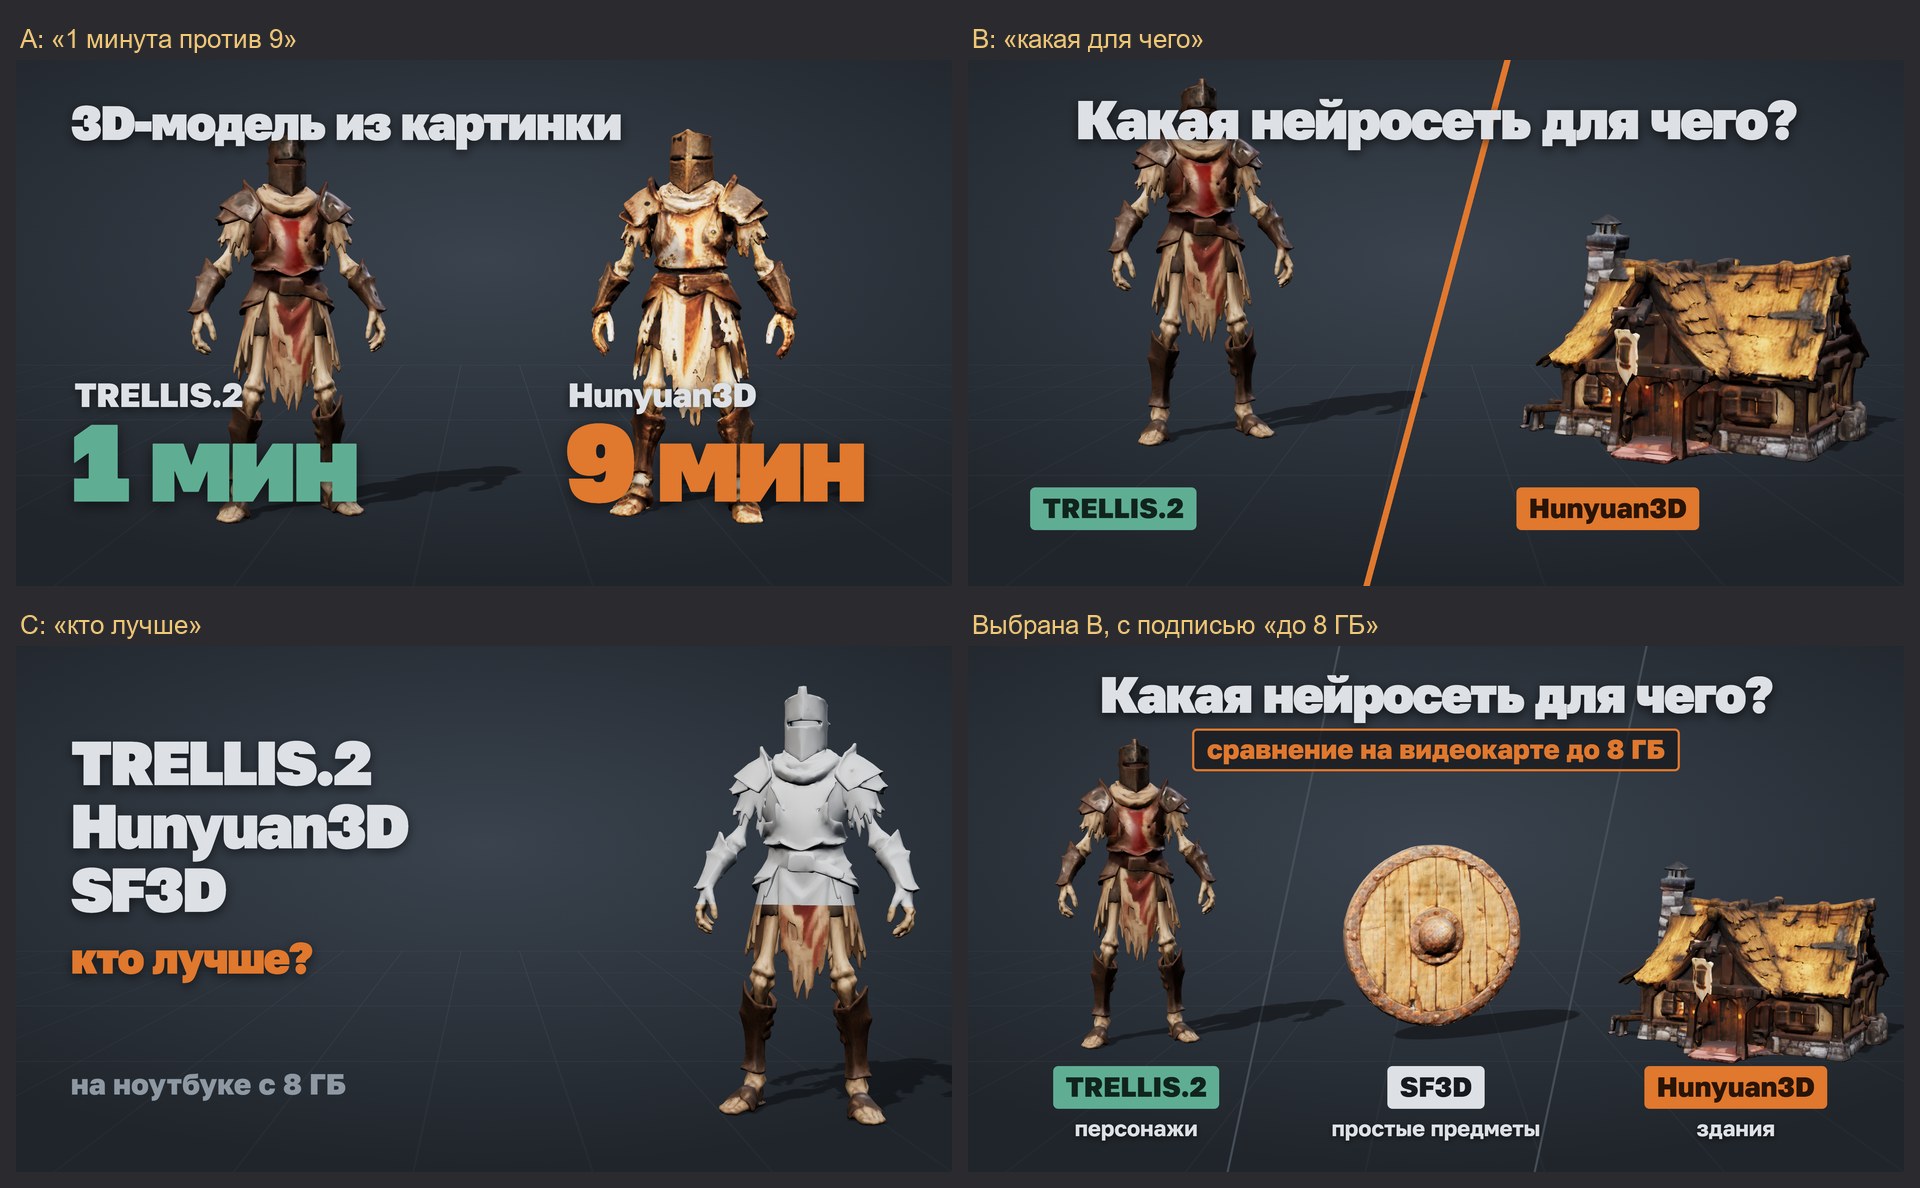 A: «1 минута против 9»
3D-модель из картинки
TRELLIS.2
1 мин
Hunyuan3D
9 мин
B: «какая для чего»
Какая нейросеть для чего?
TRELLIS.2
Hunyuan3D
C: «кто лучше»
TRELLIS.2
Hunyuan3D
SF3D
кто лучше?
на ноутбуке с 8 ГБ
Выбрана B, с подписью «до 8 ГБ»
Какая нейросеть для чего?
сравнение на видеокарте до 8 ГБ
TRELLIS.2
персонажи
SF3D
простые предметы
Hunyuan3D
здания